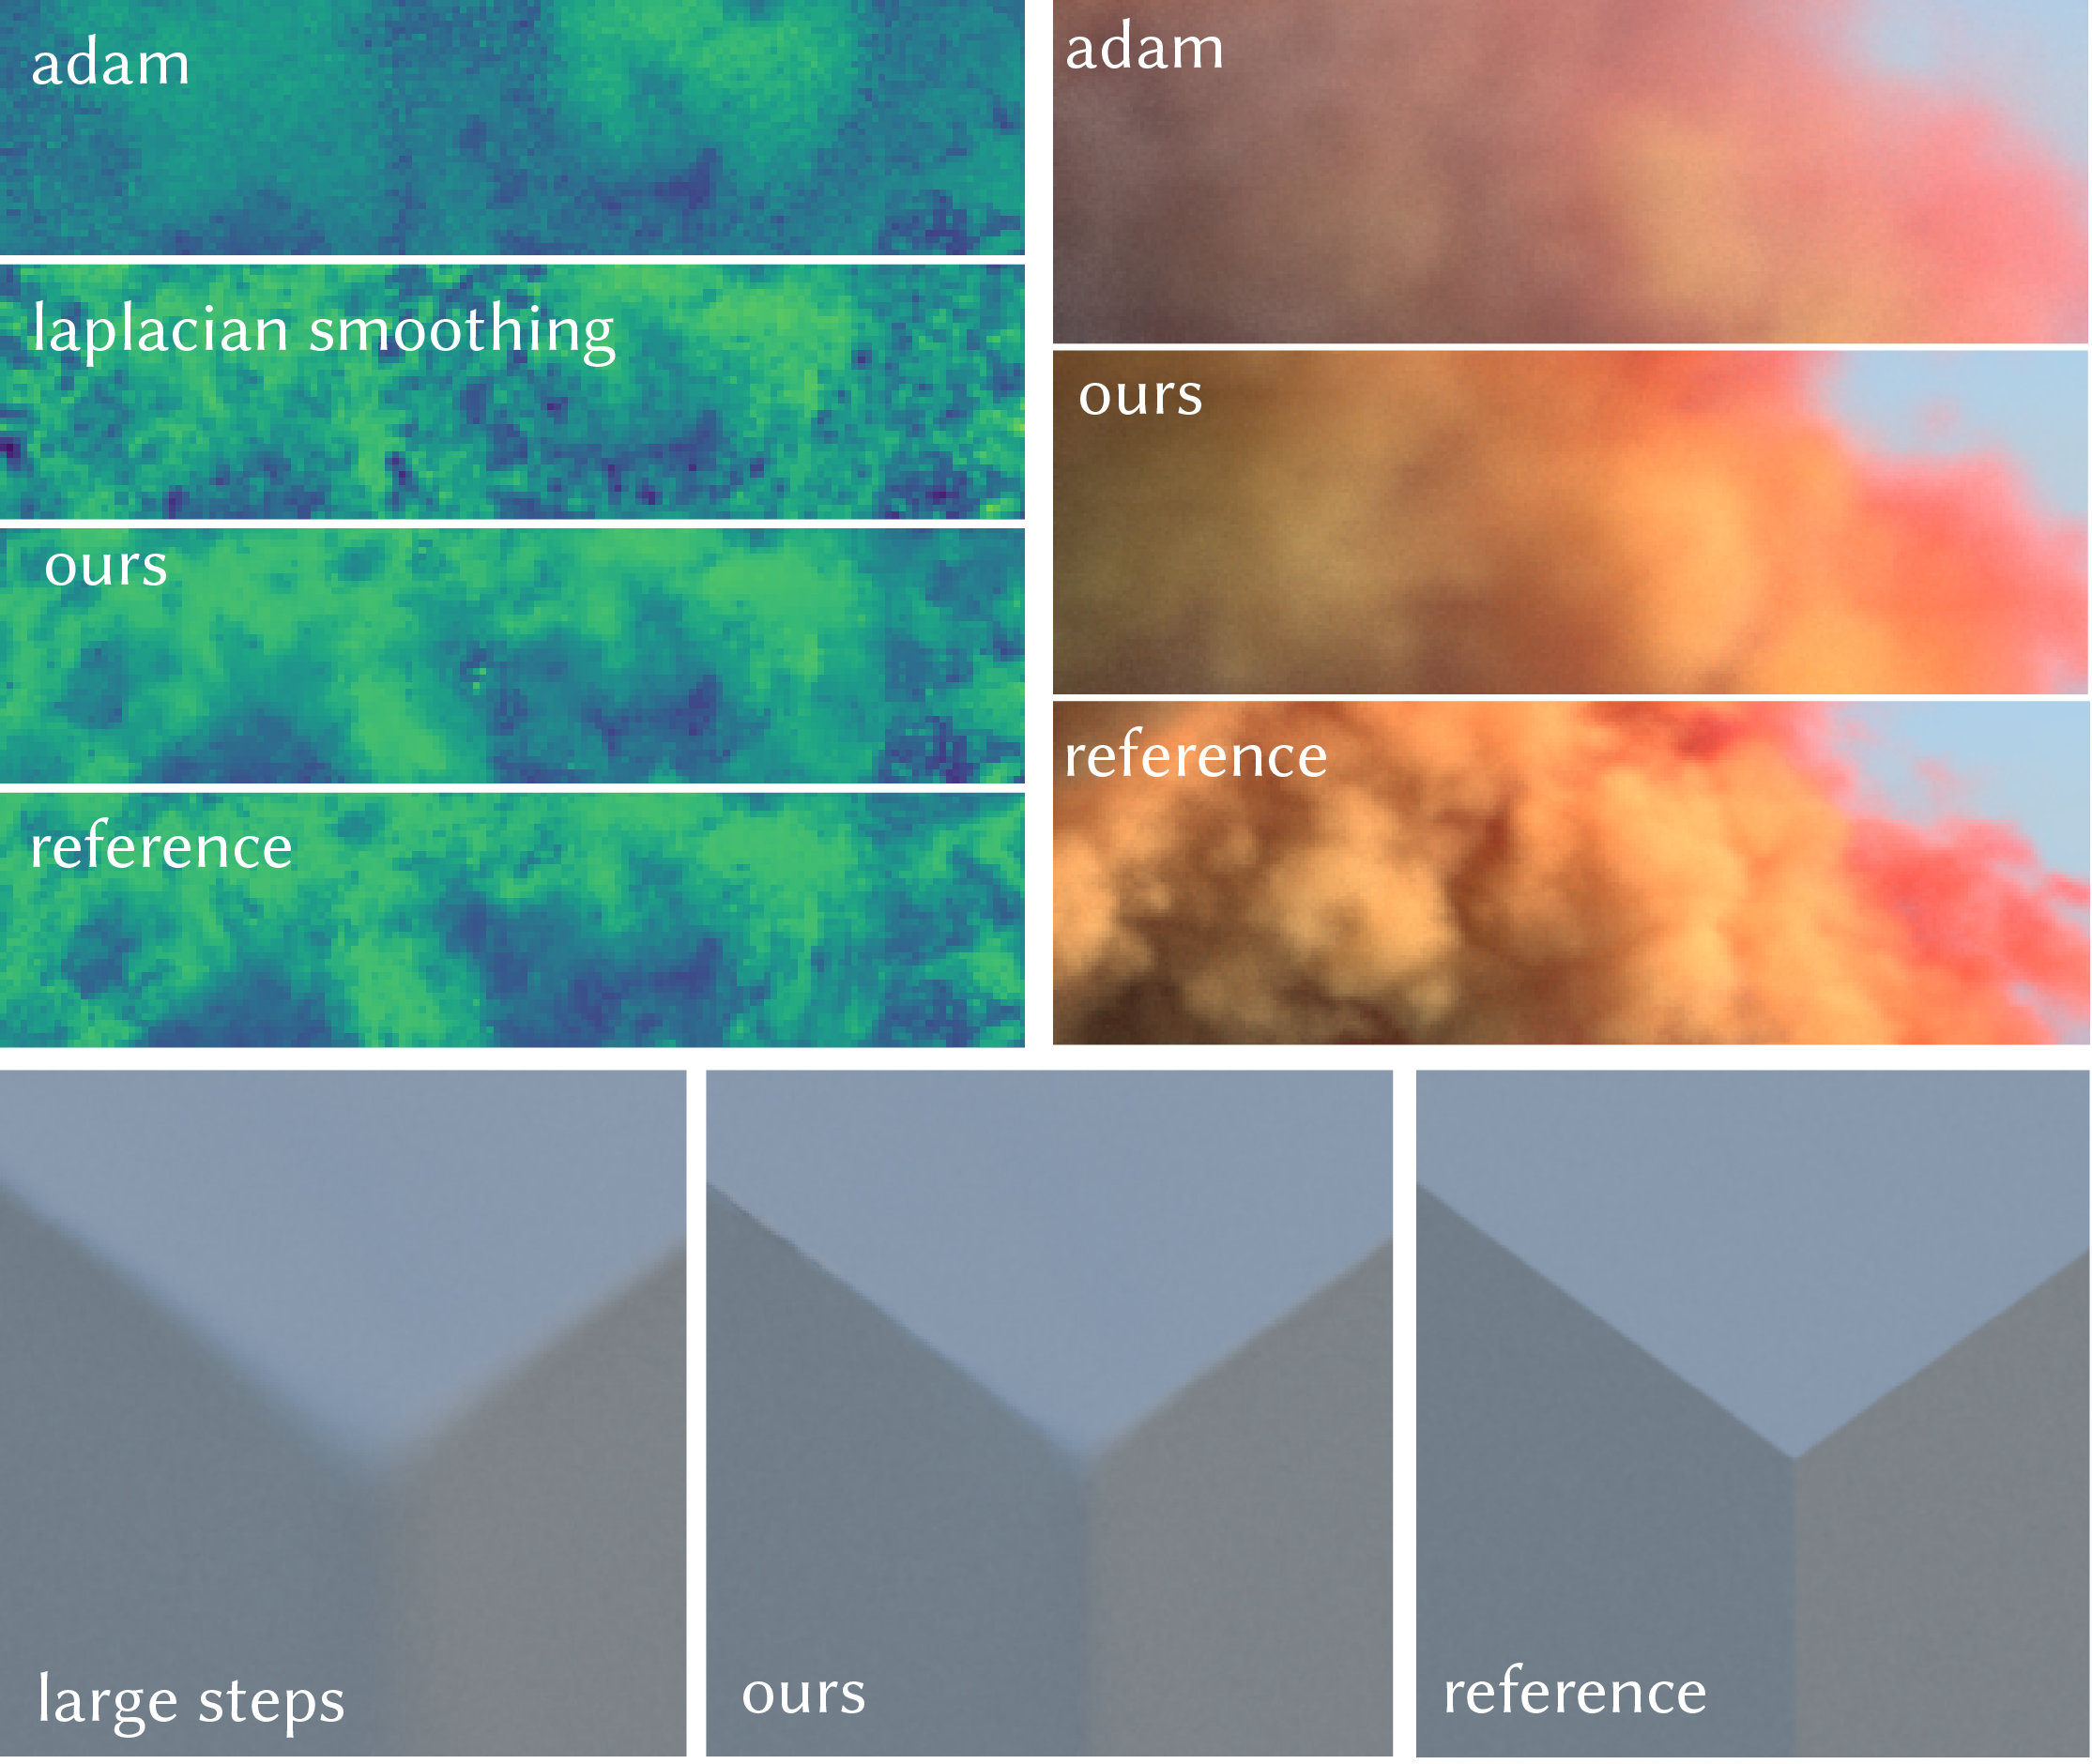 adam
laplacian smoothing
ours
reference
adam
ours
reference
large steps
ours
reference